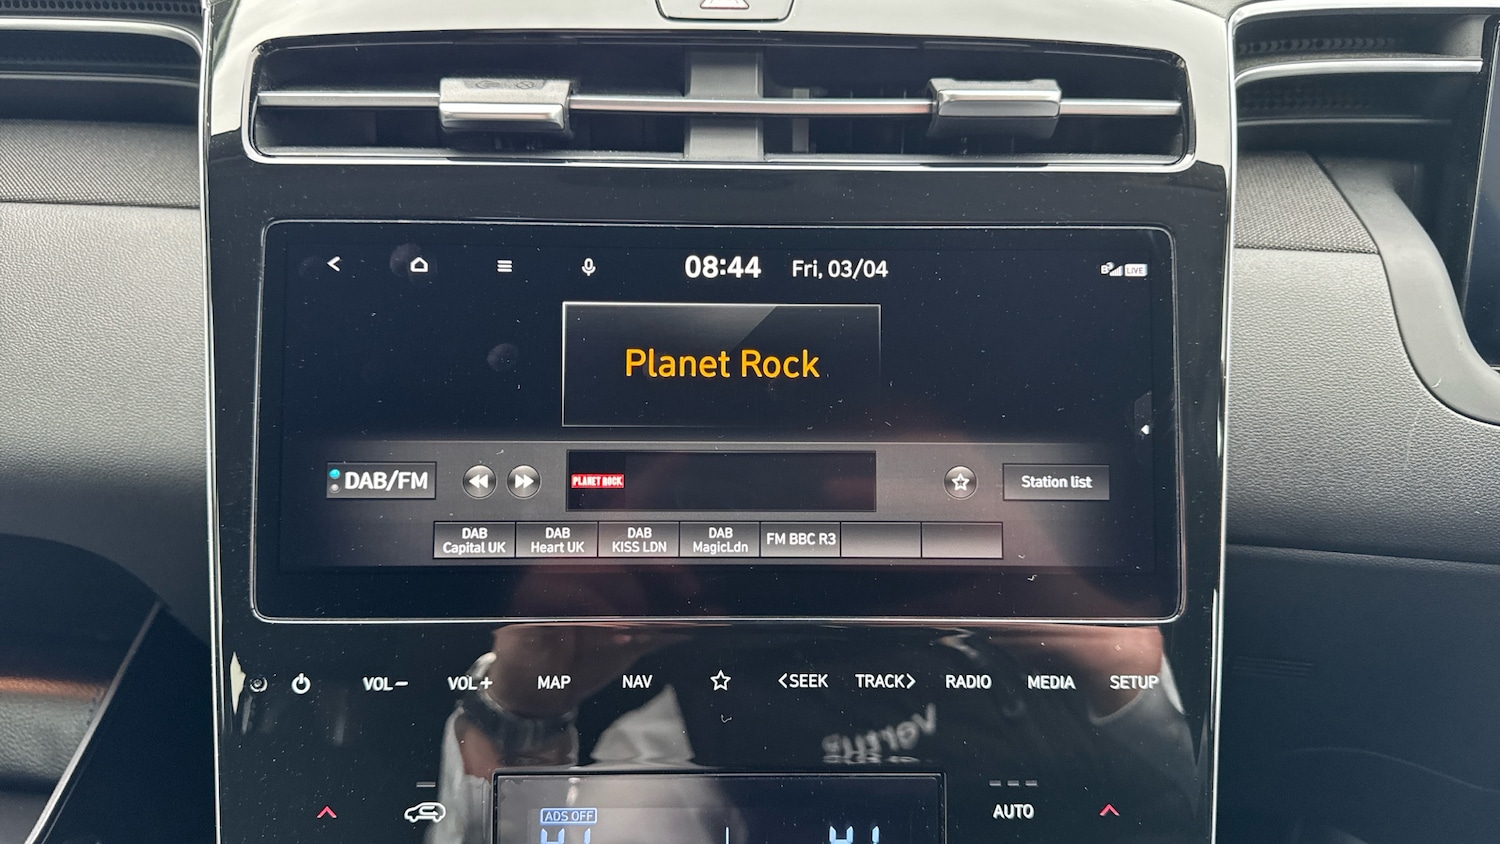 08:44 Fri, 03/04
LIVE
Planet Rock
DAB/FM
PLANET ROCK
Station list
DAB
Capital UK
DAB
Heart UK
DAB
KISS LDN
DAB
MagicLdn
FM BBC R3
VOL− VOL+ MAP NAV <SEEK TRACK> RADIO MEDIA SETUP
AUTO
ADS OFF